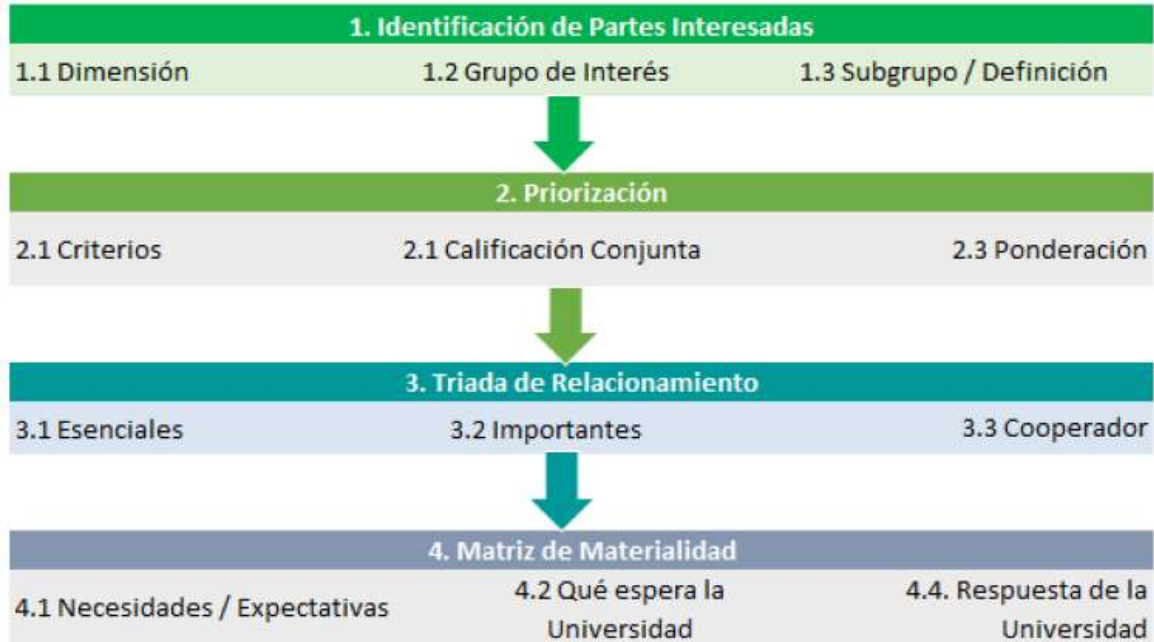 1. Identificación de Partes Interesadas
1.1 Dimensión 1.2 Grupo de Interés 1.3 Subgrupo / Definición
2. Priorización
2.1 Criterios 2.1 Calificación Conjunta 2.3 Ponderación
3. Triada de Relacionamiento
3.1 Esenciales 3.2 Importantes 3.3 Cooperador
4. Matriz de Materialidad
4.1 Necesidades / Expectativas
4.2 Qué espera la
Universidad
4.4. Respuesta de la
Universidad